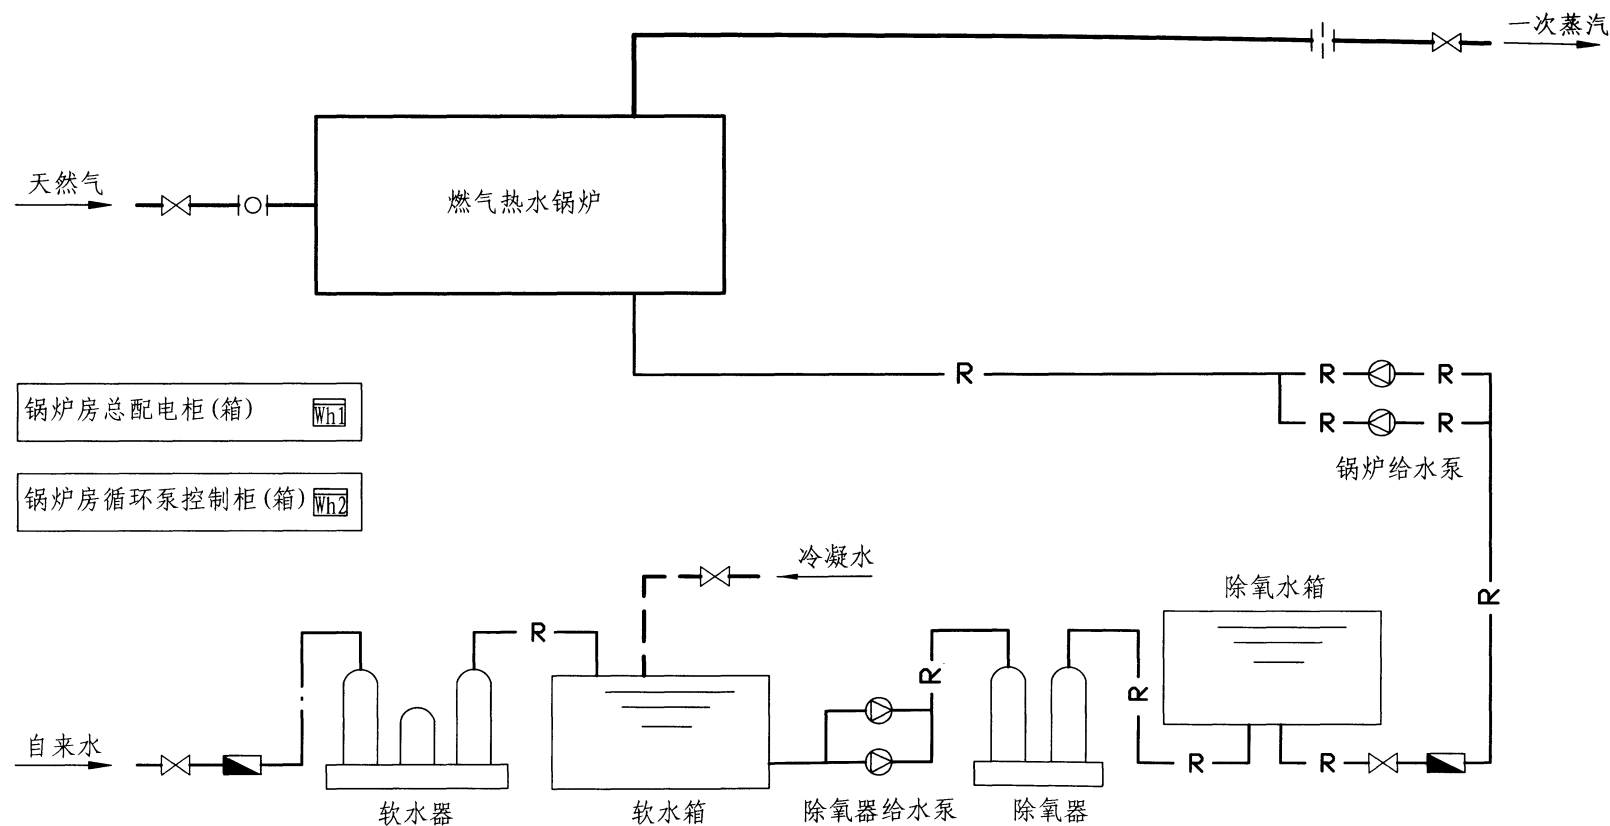 一次蒸汽
天然气
燃气热水锅炉
R
R
R
锅炉房总配电柜(箱) Wh1
R
R
锅炉给水泵
锅炉房循环泵控制柜(箱) Wh2
冷凝水
除氧水箱
R
R
R
R
自来水
R
R
软水器
软水箱
除氧器给水泵
除氧器